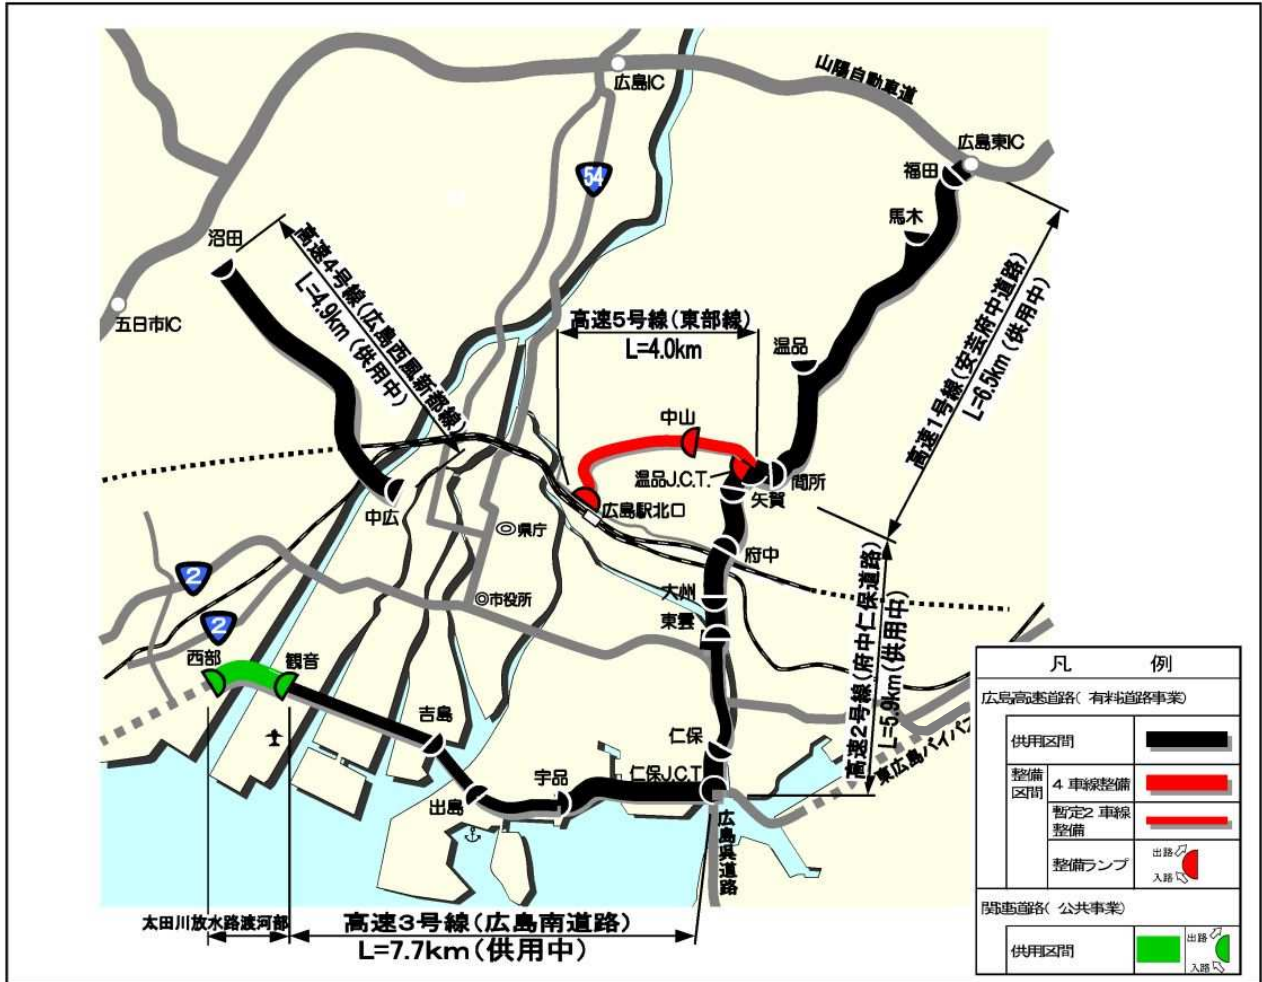 広島IC
山陽自動車道
広島東IC
福田
54
馬木
沼田
高速4号線(広島西風新都線)
L=4.9km(供用中)
五日市IC
高速5号線(東部線)
L=4.0km
温品
高速1号線(安芸府中道路)
L=6.5km(供用中)
中山
温品J.C.T.
間所
矢賀
広島駅北口
中広
県庁
府中
2
大州
市役所
東雲
高速2号線(府中仁保道路)
L=5.9km(供用中)
2
西部
観音
吉島
仁保
東広島バイパス
宇品
仁保J.C.T
出島
広島呉道路
太田川放水路渡河部
高速3号線(広島南道路)
L=7.7km(供用中)
凡 例
広島高速道路( 有料道路事業)
供用区間
整備
区間
4 車線整備
暫定2 車線
整備
整備ランプ
出路
入路
関連道路( 公共事業)
供用区間
出路
入路